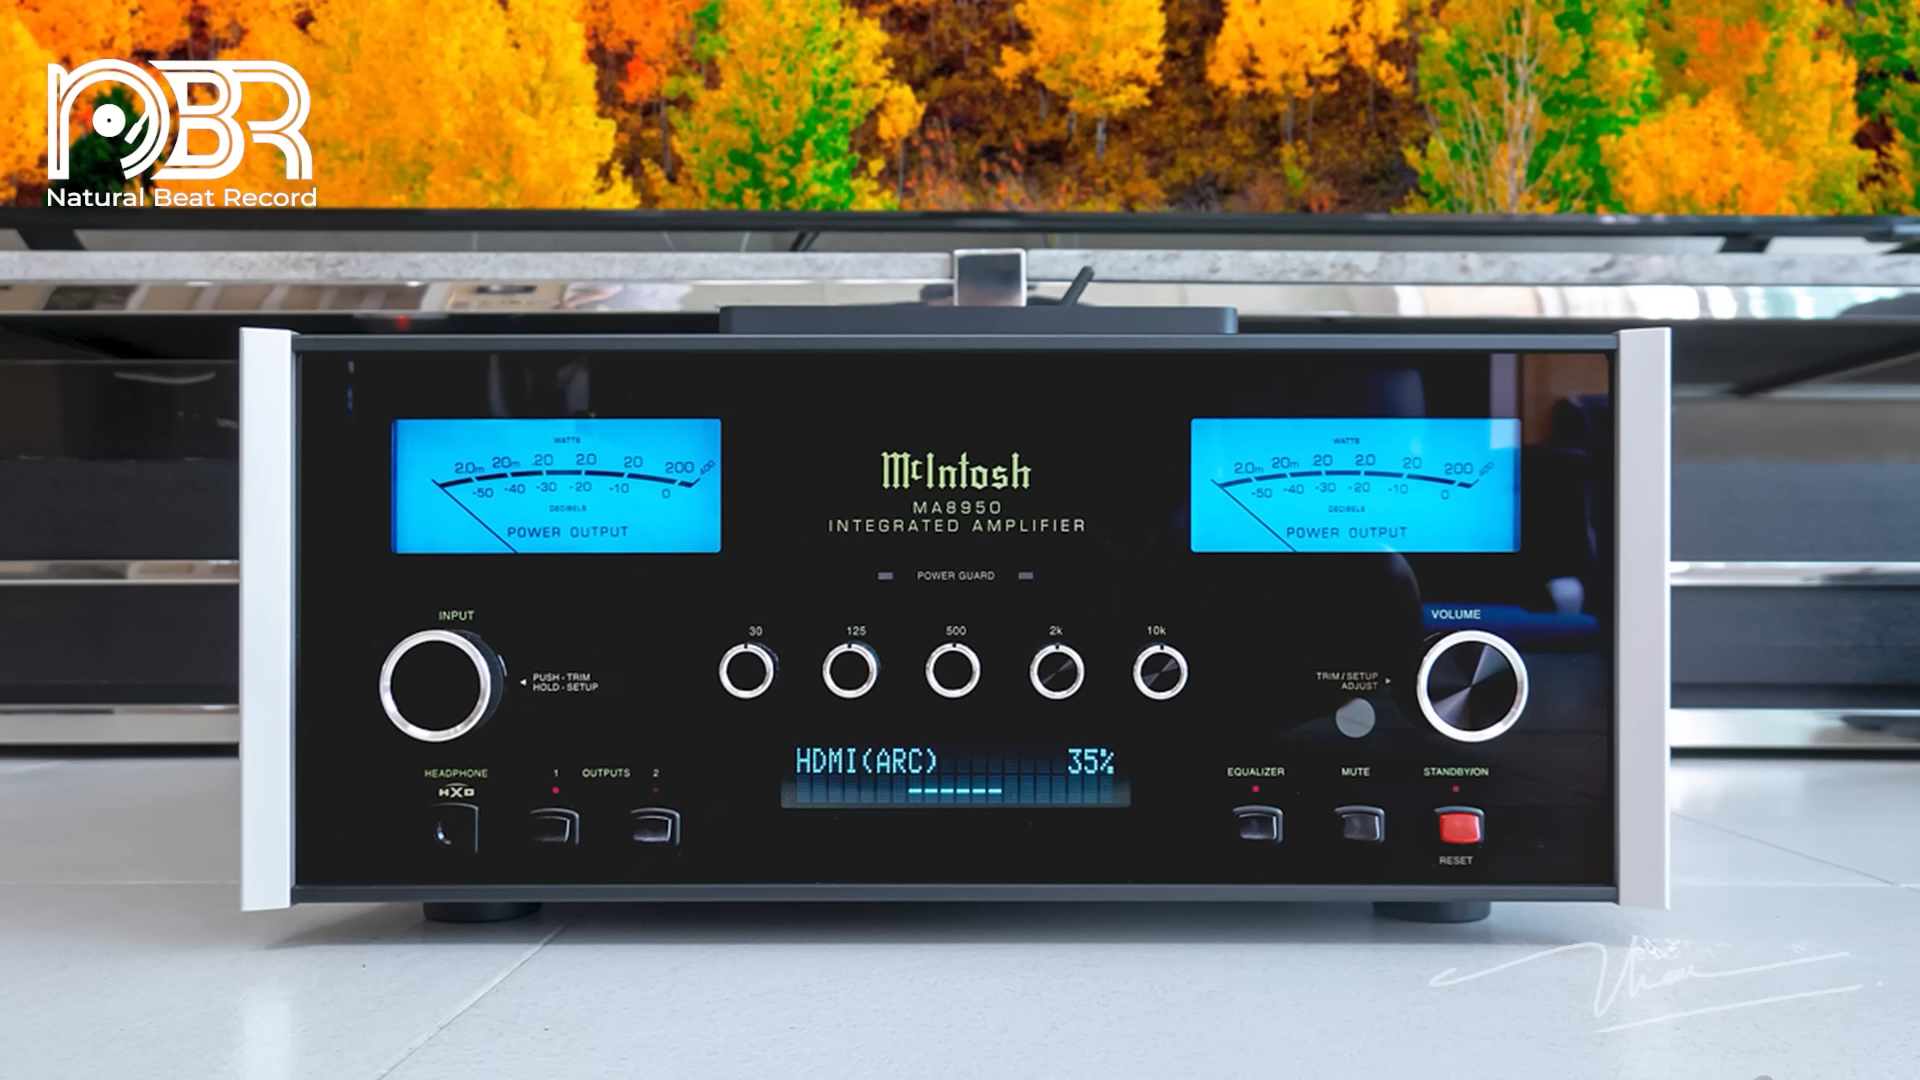 NBR
Natural Beat Record
WATTS
2.0m 20m .20 2.0 20 200 400
-50 -40 -30 -20 -10 0
DECIBELS
POWER OUTPUT
McIntosh
MA8950
INTEGRATED AMPLIFIER
WATTS
2.0m 20m .20 2.0 20 200 400
-50 -40 -30 -20 -10 0
DECIBELS
POWER OUTPUT
POWER GUARD
INPUT
PUSH - TRIM
HOLD - SETUP
30 125 500 2k 10k
VOLUME
TRIM / SETUP
ADJUST
HDMI(ARC) 35%
HEADPHONE
HXD
1 OUTPUTS 2
EQUALIZER
MUTE
STANDBY/ON
RESET